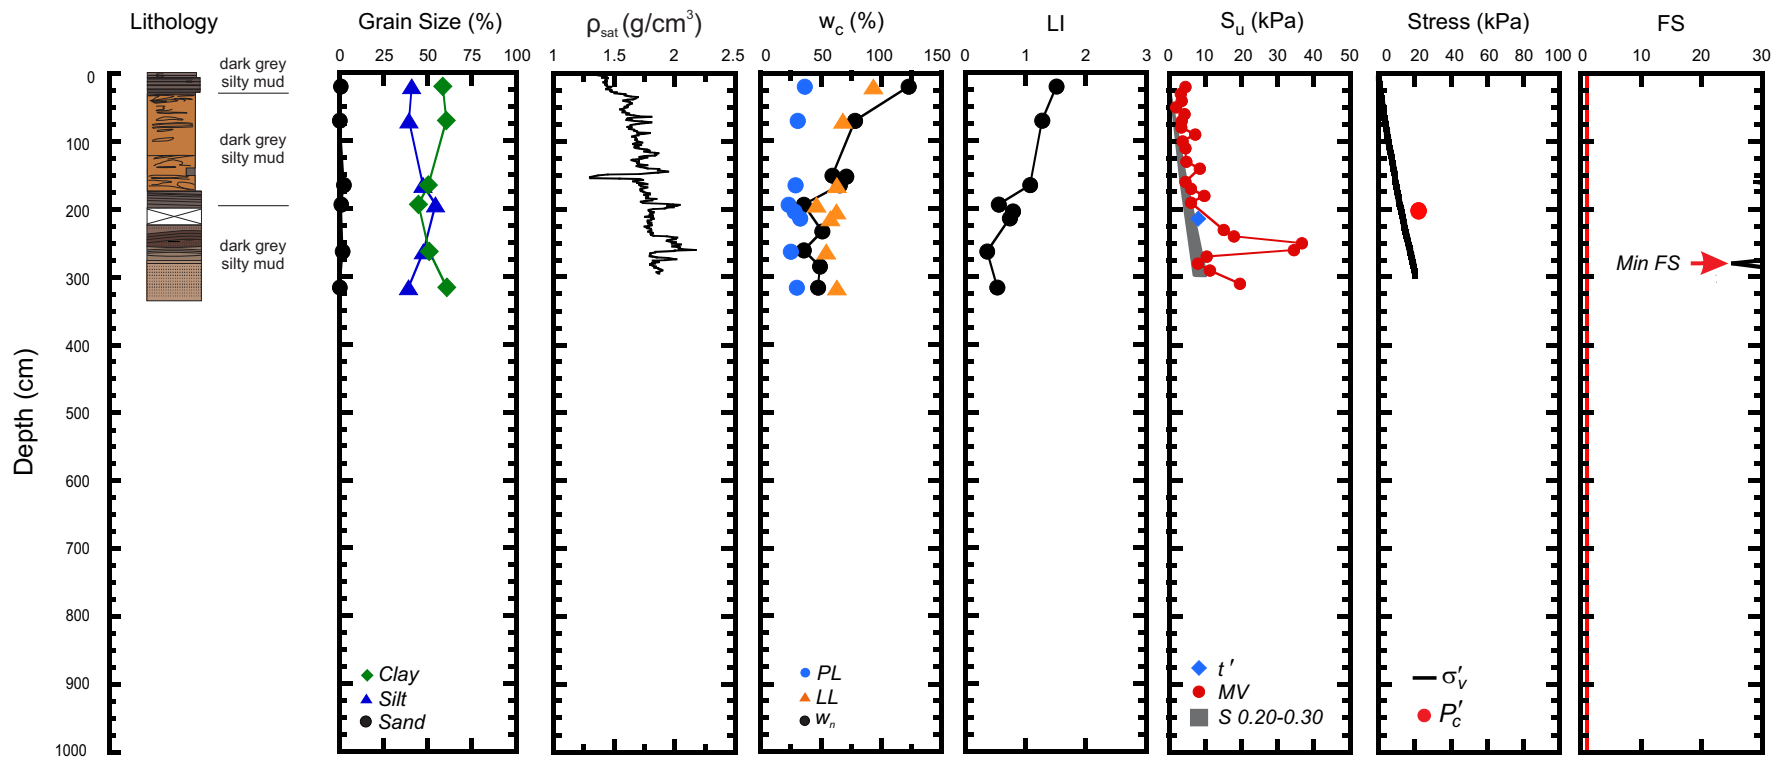 Lithology
Grain Size (%)
ρsat (g/cm³)
wc (%)
LI
Su (kPa)
Stress (kPa)
FS
0 25 50 75 100
1 1.5 2 2.5
0 50 100 150
0 1 2 3
0 10 20 30 40 50
0 20 40 60 80 100
0 10 20 30
0
100
200
300
400
500
600
700
800
900
1000
Depth (cm)
dark grey
silty mud
dark grey
silty mud
dark grey
silty mud
Min FS
Clay
Silt
Sand
PL
LL
wn
t'
MV
S 0.20-0.30
σ'v
P'c